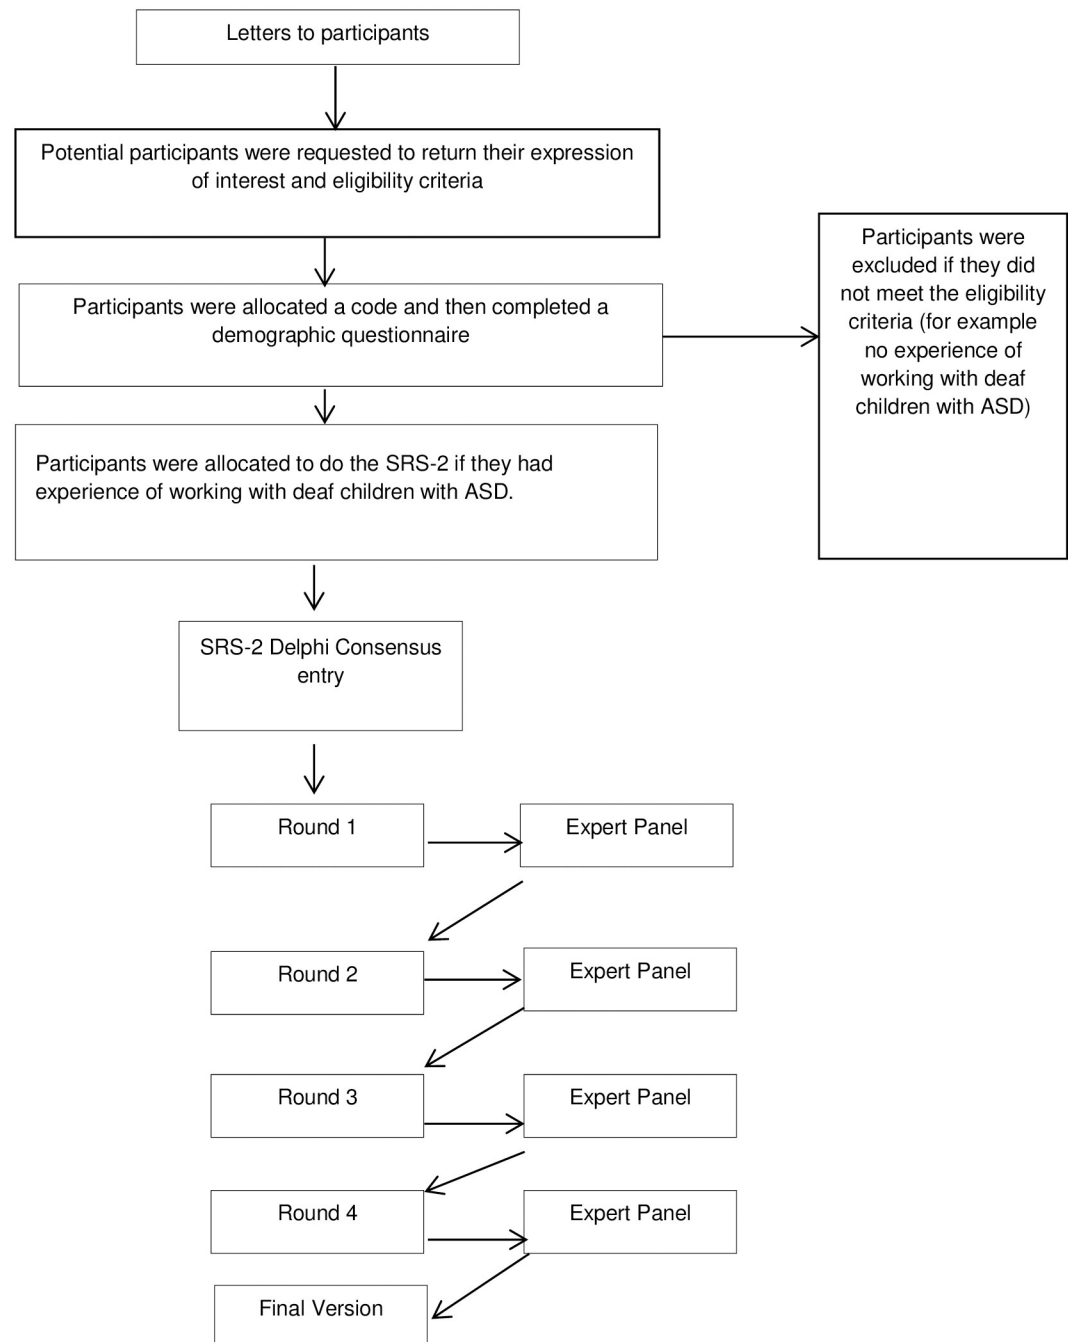 Letters to participants
Potential participants were requested to return their expression
of interest and eligibility criteria
Participants were allocated a code and then completed a
demographic questionnaire
Participants were
excluded if they did
not meet the eligibility
criteria (for example
no experience of
working with deaf
children with ASD)
Participants were allocated to do the SRS-2 if they had
experience of working with deaf children with ASD.
SRS-2 Delphi Consensus
entry
Round 1
Expert Panel
Round 2
Expert Panel
Round 3
Expert Panel
Round 4
Expert Panel
Final Version